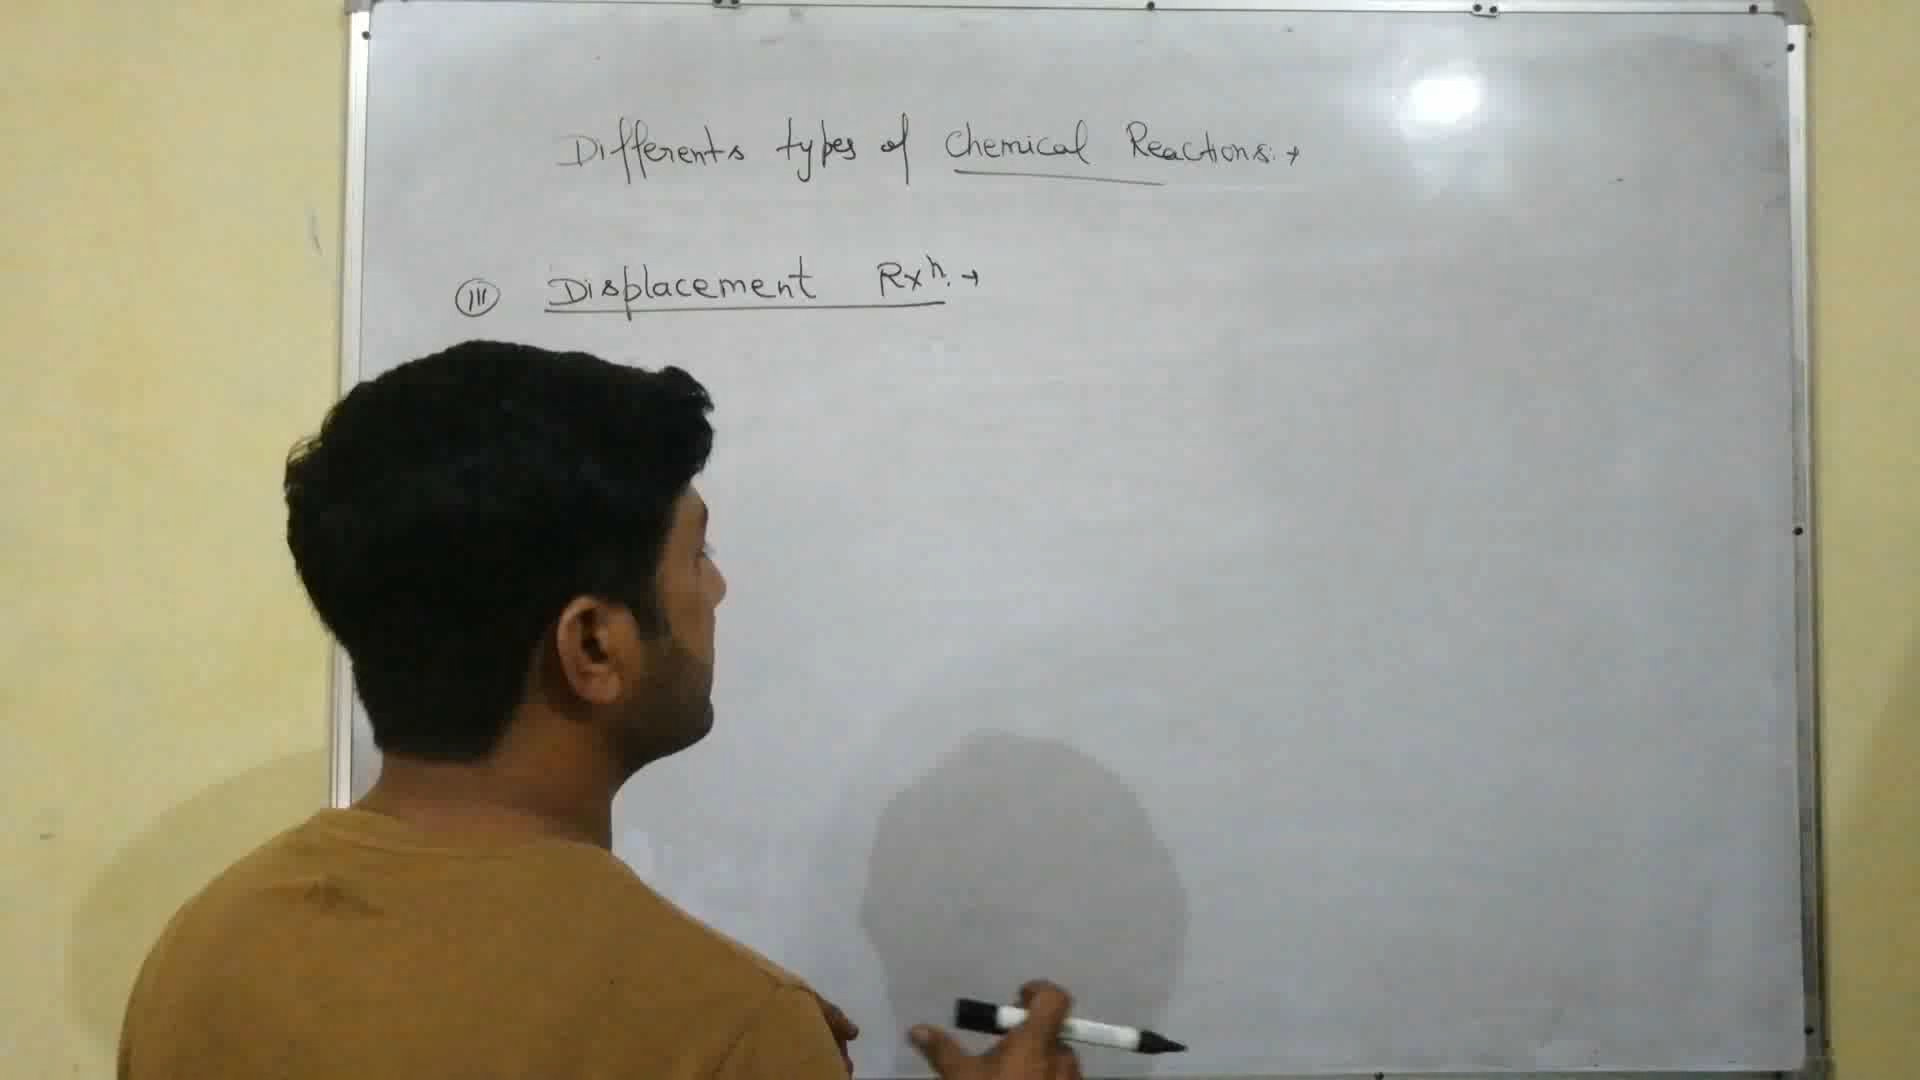 Differents types of Chemical Reactions:→
(iii) Displacement Rxn.→